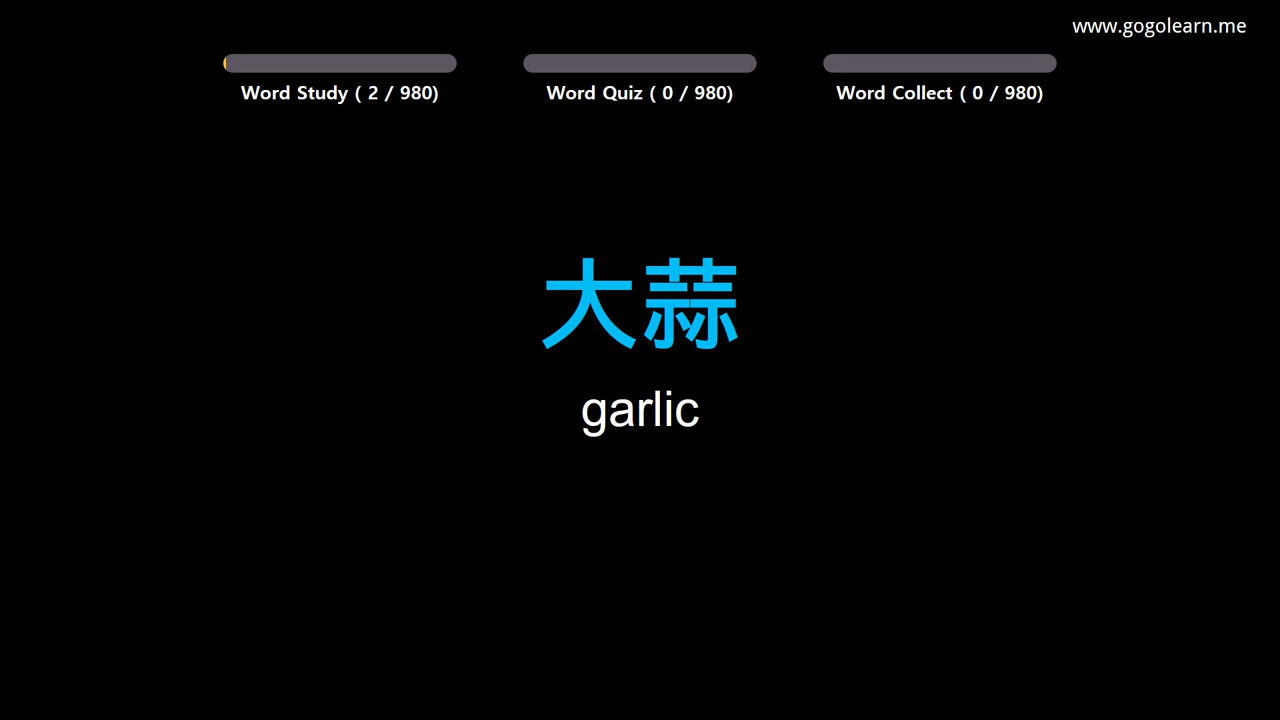 www.gogolearn.me
Word Study ( 2 / 980)
Word Quiz ( 0 / 980)
Word Collect ( 0 / 980)
大蒜
garlic